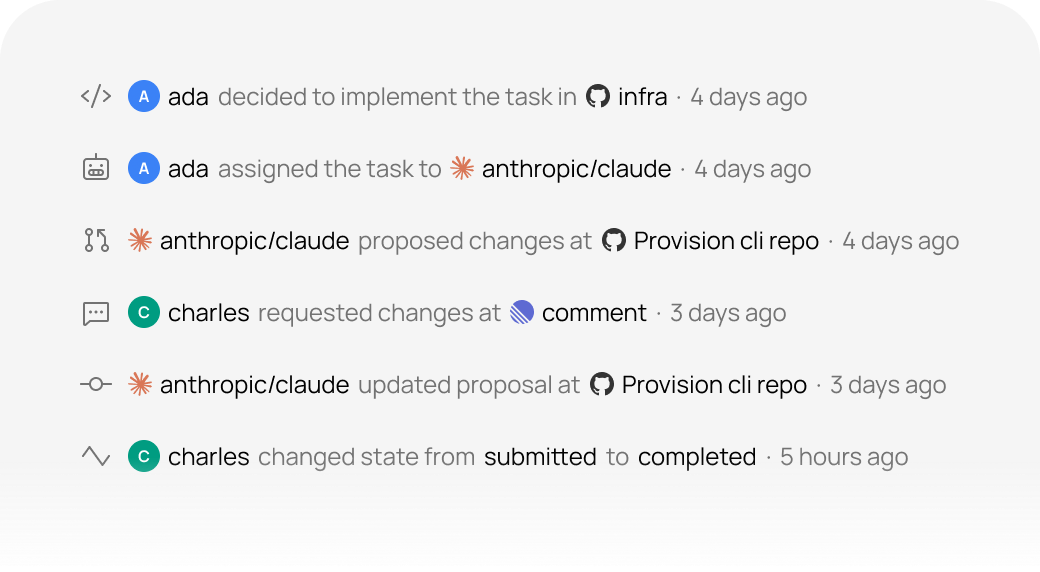 A ada decided to implement the task in infra · 4 days ago
A ada assigned the task to anthropic/claude · 4 days ago
anthropic/claude proposed changes at Provision cli repo · 4 days ago
C charles requested changes at comment · 3 days ago
anthropic/claude updated proposal at Provision cli repo · 3 days ago
C charles changed state from submitted to completed · 5 hours ago